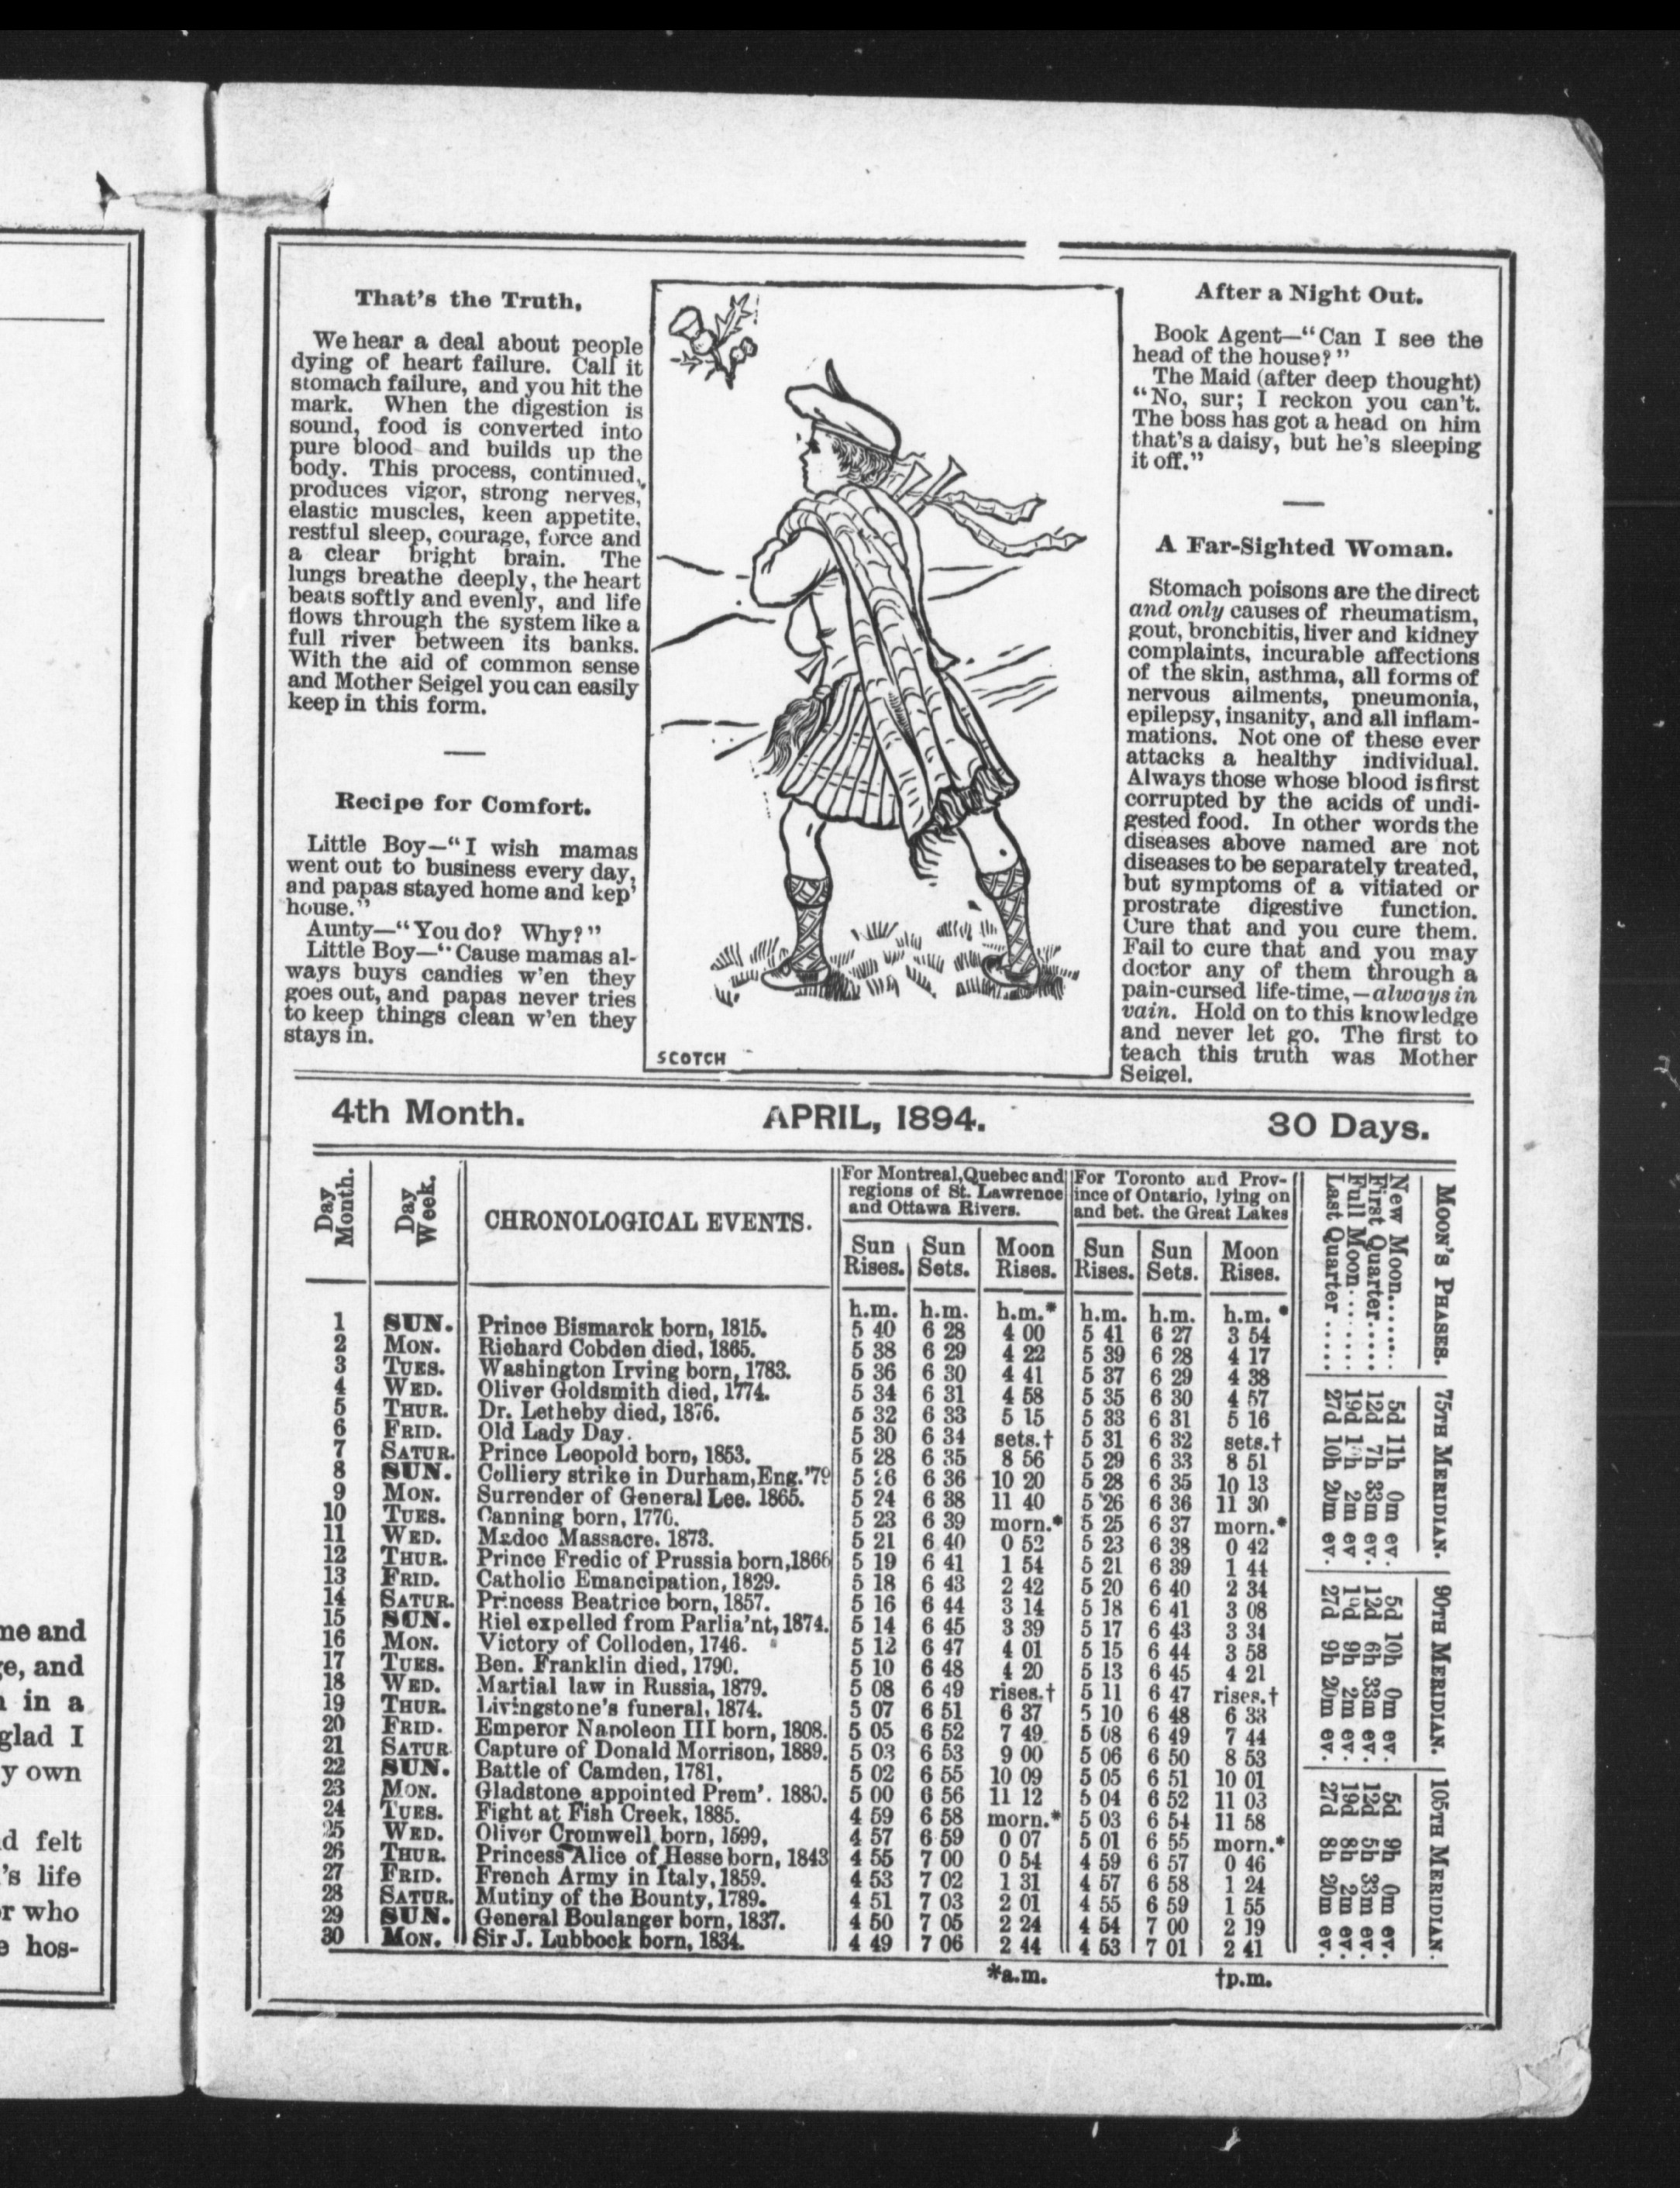 me and
ge, and
n in a
glad I
y own
d felt
's life
or who
e hos-
That's the Truth.
We hear a deal about people
dying of heart failure. Call it
stomach failure, and you hit the
mark. When the digestion is
sound, food is converted into
pure blood and builds up the
body. This process, continued,
produces vigor, strong nerves,
elastic muscles, keen appetite,
restful sleep, courage, force and
a clear bright brain. The
lungs breathe deeply, the heart
beats softly and evenly, and life
flows through the system like a
full river between its banks.
With the aid of common sense
and Mother Seigel you can easily
keep in this form.
Recipe for Comfort.
Little Boy—"I wish mamas
went out to business every day,
and papas stayed home and kep'
house."
Aunty—"You do? Why?"
Little Boy—"Cause mamas al-
ways buys candies w'en they
goes out, and papas never tries
to keep things clean w'en they
stays in.
SCOTCH
After a Night Out.
Book Agent—"Can I see the
head of the house?"
The Maid (after deep thought)
"No, sur; I reckon you can't.
The boss has got a head on him
that's a daisy, but he's sleeping
it off."
A Far-Sighted Woman.
Stomach poisons are the direct
and only causes of rheumatism,
gout, bronchitis, liver and kidney
complaints, incurable affections
of the skin, asthma, all forms of
nervous ailments, pneumonia,
epilepsy, insanity, and all inflam-
mations. Not one of these ever
attacks a healthy individual.
Always those whose blood is first
corrupted by the acids of undi-
gested food. In other words the
diseases above named are not
diseases to be separately treated,
but symptoms of a vitiated or
prostrate digestive function.
Cure that and you cure them.
Fail to cure that and you may
doctor any of them through a
pain-cursed life-time,—always in
vain. Hold on to this knowledge
and never let go. The first to
teach this truth was Mother
Seigel.
4th Month. APRIL, 1894. 30 Days.
Day Month. Day Week. CHRONOLOGICAL EVENTS.
For Montreal, Quebec and
regions of St. Lawrence
and Ottawa Rivers.
For Toronto and Prov-
ince of Ontario, lying on
and bet. the Great Lakes
Sun Rises. Sun Sets. Moon Rises. Sun Rises. Sun Sets. Moon Rises.
h.m. h.m. h.m.* h.m. h.m. h.m.*
1 SUN. Prince Bismarck born, 1815. 5 40 6 28 4 00 5 41 6 27 3 54
2 MON. Richard Cobden died, 1865. 5 38 6 29 4 22 5 39 6 28 4 17
3 TUES. Washington Irving born, 1783. 5 36 6 30 4 41 5 37 6 29 4 38
4 WED. Oliver Goldsmith died, 1774. 5 34 6 31 4 58 5 35 6 30 4 57
5 THUR. Dr. Letheby died, 1876. 5 32 6 33 5 15 5 33 6 31 5 16
6 FRID. Old Lady Day. 5 30 6 34 sets.† 5 31 6 32 sets.†
7 SATUR. Prince Leopold born, 1853. 5 28 6 35 8 56 5 29 6 33 8 51
8 SUN. Colliery strike in Durham, Eng. '79 5 26 6 36 10 20 5 28 6 35 10 13
9 MON. Surrender of General Lee. 1865. 5 24 6 38 11 40 5 26 6 36 11 30
10 TUES. Canning born, 1770. 5 23 6 39 morn.* 5 25 6 37 morn.*
11 WED. Modoc Massacre. 1873. 5 21 6 40 0 52 5 23 6 38 0 42
12 THUR. Prince Fredic of Prussia born, 1866 5 19 6 41 1 54 5 21 6 39 1 44
13 FRID. Catholic Emancipation, 1829. 5 18 6 43 2 42 5 20 6 40 2 34
14 SATUR. Princess Beatrice born, 1857. 5 16 6 44 3 14 5 18 6 41 3 08
15 SUN. Riel expelled from Parlia'nt, 1874. 5 14 6 45 3 39 5 17 6 43 3 34
16 MON. Victory of Colloden, 1746. 5 12 6 47 4 01 5 15 6 44 3 58
17 TUES. Ben. Franklin died, 1790. 5 10 6 48 4 20 5 13 6 45 4 21
18 WED. Martial law in Russia, 1879. 5 08 6 49 rises.† 5 11 6 47 rises.†
19 THUR. Livingstone's funeral, 1874. 5 07 6 51 6 37 5 10 6 48 6 33
20 FRID. Emperor Napoleon III born, 1808. 5 05 6 52 7 49 5 08 6 49 7 44
21 SATUR. Capture of Donald Morrison, 1889. 5 03 6 53 9 00 5 06 6 50 8 53
22 SUN. Battle of Camden, 1781, 5 02 6 55 10 09 5 05 6 51 10 01
23 MON. Gladstone appointed Prem'. 1880. 5 00 6 56 11 12 5 04 6 52 11 03
24 TUES. Fight at Fish Creek, 1885. 4 59 6 58 morn.* 5 03 6 54 11 58
25 WED. Oliver Cromwell born, 1599, 4 57 6 59 0 07 5 01 6 55 morn.*
26 THUR. Princess Alice of Hesse born, 1843 4 55 7 00 0 54 4 59 6 57 0 46
27 FRID. French Army in Italy, 1859. 4 53 7 02 1 31 4 57 6 58 1 24
28 SATUR. Mutiny of the Bounty, 1789. 4 51 7 03 2 01 4 55 6 59 1 55
29 SUN. General Boulanger born, 1837. 4 50 7 05 2 24 4 54 7 00 2 19
30 MON. Sir J. Lubbock born, 1834. 4 49 7 06 2 44 4 53 7 01 2 41
*a.m. †p.m.
MOON'S PHASES. 75TH MERIDIAN. 90TH MERIDIAN. 105TH MERIDIAN.
New Moon....... 5d 11h 0m ev. 5d 10h 0m ev. 5d 9h 0m ev.
First Quarter..... 12d 7h 33m ev. 12d 6h 33m ev. 12d 5h 33m ev.
Full Moon...... 19d 2m ev 19d 9h 2m ev. 19d 8h 2m ev.
Last Quarter ..... 27d 10h 20m ev. 27d 9h 20m ev. 27d 8h 20m ev.